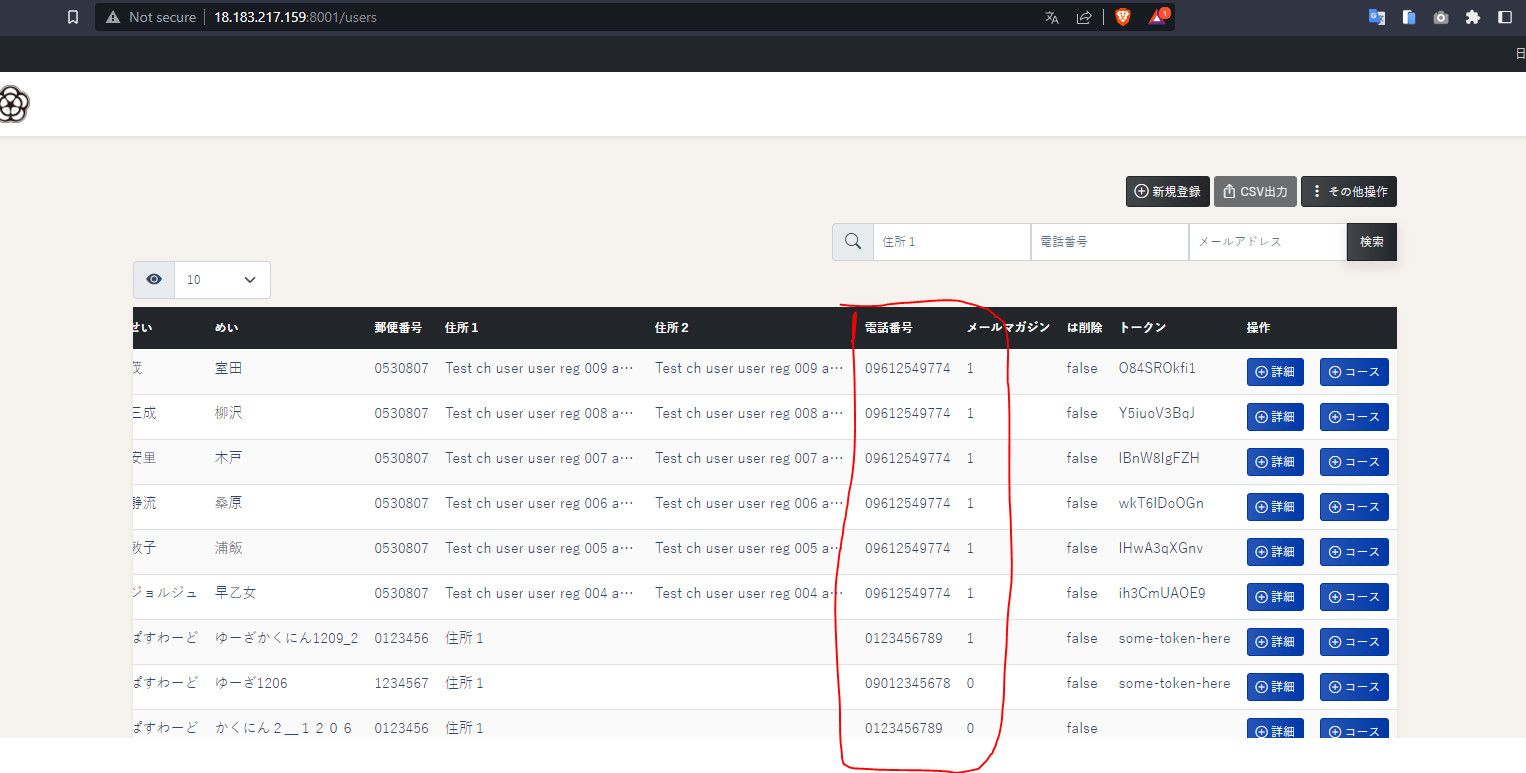 Not secure 18.183.217.159:8001/users 1
日
新規登録 CSV出力 その他操作
住所１ 電話番号 メールアドレス 検索
10
せい めい 郵便番号 住所１ 住所２ 電話番号 メールマガジン は削除 トークン 操作
茂 室田 0530807 Test ch user user reg 009 a… Test ch user user reg 009 a… 09612549774 1 false O84SROkfi1 詳細 コース
三成 柳沢 0530807 Test ch user user reg 008 a… Test ch user user reg 008 a… 09612549774 1 false Y5iuoV3BqJ 詳細 コース
安里 木戸 0530807 Test ch user user reg 007 a… Test ch user user reg 007 a… 09612549774 1 false IBnW8lgFZH 詳細 コース
静流 桑原 0530807 Test ch user user reg 006 a… Test ch user user reg 006 a… 09612549774 1 false wkT6IDoOGn 詳細 コース
敦子 浦飯 0530807 Test ch user user reg 005 a… Test ch user user reg 005 a… 09612549774 1 false IHwA3qXGnv 詳細 コース
ジョルジュ 早乙女 0530807 Test ch user user reg 004 a… Test ch user user reg 004 a… 09612549774 1 false ih3CmUAOE9 詳細 コース
ぱすわーど ゆーざかくにん1209_2 0123456 住所１ 0123456789 1 false some-token-here 詳細 コース
ぱすわーど ゆーざ1206 1234567 住所１ 09012345678 0 false some-token-here 詳細 コース
ぱすわーど かくにん２＿１２０６ 0123456 住所１ 0123456789 0 false 詳細 コース